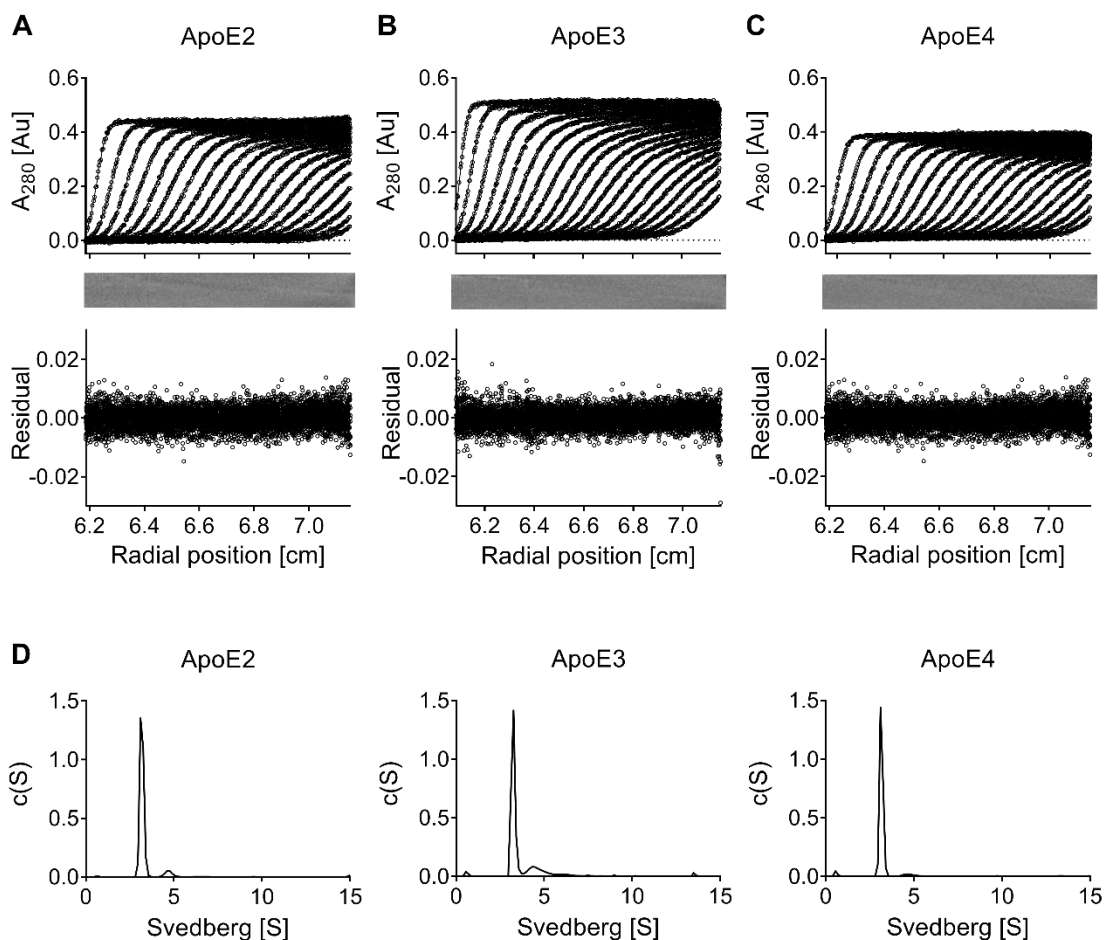 A ApoE2
B ApoE3
C ApoE4
A280 [Au]
0.6
0.4
0.2
0.0
A280 [Au]
0.6
0.4
0.2
0.0
A280 [Au]
0.6
0.4
0.2
0.0
Residual
0.02
0.00
-0.02
6.2 6.4 6.6 6.8 7.0
Radial position [cm]
Residual
0.02
0.00
-0.02
6.2 6.4 6.6 6.8 7.0
Radial position [cm]
Residual
0.02
0.00
-0.02
6.2 6.4 6.6 6.8 7.0
Radial position [cm]
D ApoE2
c(S)
1.5
1.0
0.5
0.0
0 5 10 15
Svedberg [S]
ApoE3
c(S)
1.5
1.0
0.5
0.0
0 5 10 15
Svedberg [S]
ApoE4
c(S)
1.5
1.0
0.5
0.0
0 5 10 15
Svedberg [S]